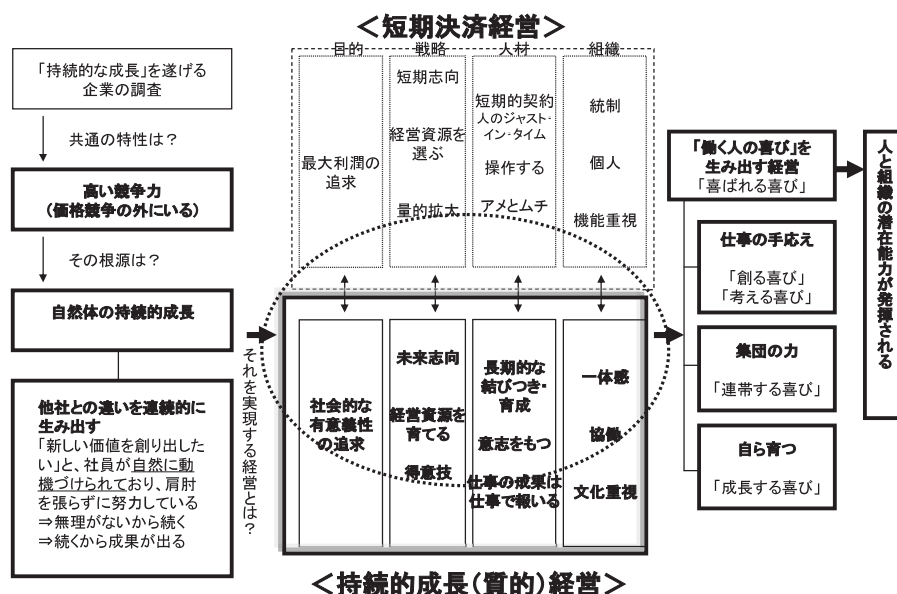 ＜短期決済経営＞
「持続的な成長」を遂げる
企業の調査
共通の特性は？
高い競争力
（価格競争の外にいる）
その根源は？
自然体の持続的成長
他社との違いを連続的に
生み出す
「新しい価値を創り出した
い」と、社員が自然に動
機づけられており、肩肘
を張らずに努力している
⇒無理がないから続く
⇒続くから成果が出る
それを実現する経営とは？
目的
最大利潤の
追求
戦略
短期志向
経営資源を
選ぶ
量的拡大
人材
短期的契約
人のジャスト・
イン・タイム
操作する
アメとムチ
組織
統制
個人
機能重視
社会的な
有意義性
の追求
未来志向
経営資源を
育てる
得意技
長期的な
結びつき・
育成
意志をもつ
仕事の成果は
仕事で報いる
一体感
協働
文化重視
＜持続的成長（質的）経営＞
「働く人の喜び」を
生み出す経営
「喜ばれる喜び」
仕事の手応え
「創る喜び」
「考える喜び」
集団の力
「連帯する喜び」
自ら育つ
「成長する喜び」
人と組織の潜在能力が発揮される